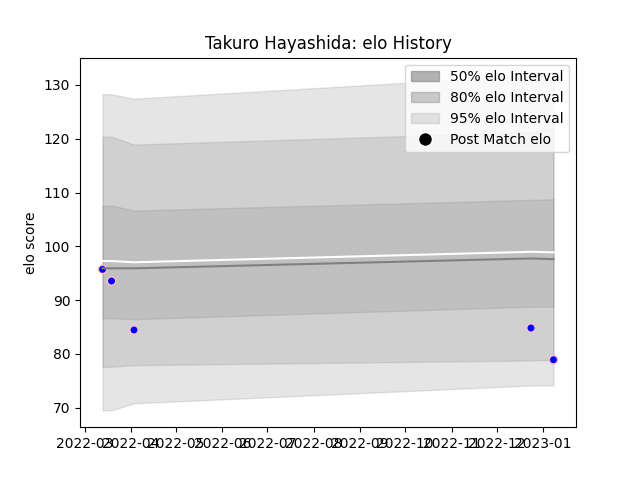 Takuro Hayashida: elo History
50% elo Interval
80% elo Interval
95% elo Interval
Post Match elo
elo score
130
120
110
100
90
80
70
2022-03 2022-04 2022-05 2022-06 2022-07 2022-08 2022-09 2022-10 2022-11 2022-12 2023-01